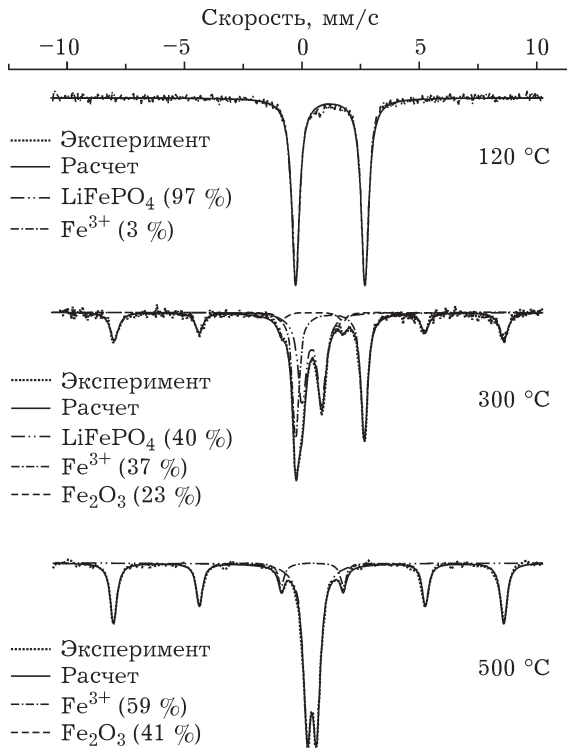 Скорость, мм/с
−10 −5 0 5 10
Эксперимент
Расчет
LiFePO₄ (97 %)
Fe³⁺ (3 %)
120 °C
Эксперимент
Расчет
LiFePO₄ (40 %)
Fe³⁺ (37 %)
Fe₂O₃ (23 %)
300 °C
Эксперимент
Расчет
Fe³⁺ (59 %)
Fe₂O₃ (41 %)
500 °C